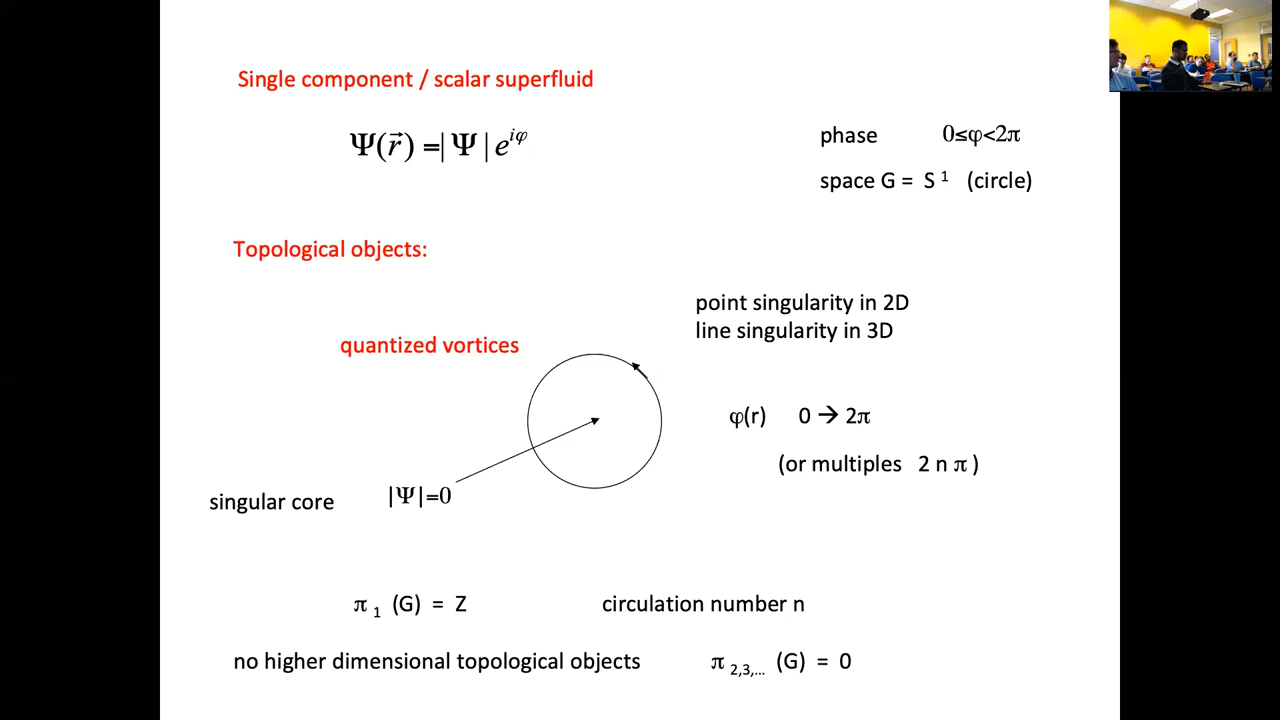 Single component / scalar superfluid
Ψ(r⃗) =|Ψ| e^{iφ}
phase 0≤φ<2π
space G = S ¹ (circle)
Topological objects:
point singularity in 2D
line singularity in 3D
quantized vortices
φ(r) 0 → 2π
(or multiples 2 n π )
singular core |Ψ|=0
π ₁ (G) = Z circulation number n
no higher dimensional topological objects π ₂,₃,... (G) = 0